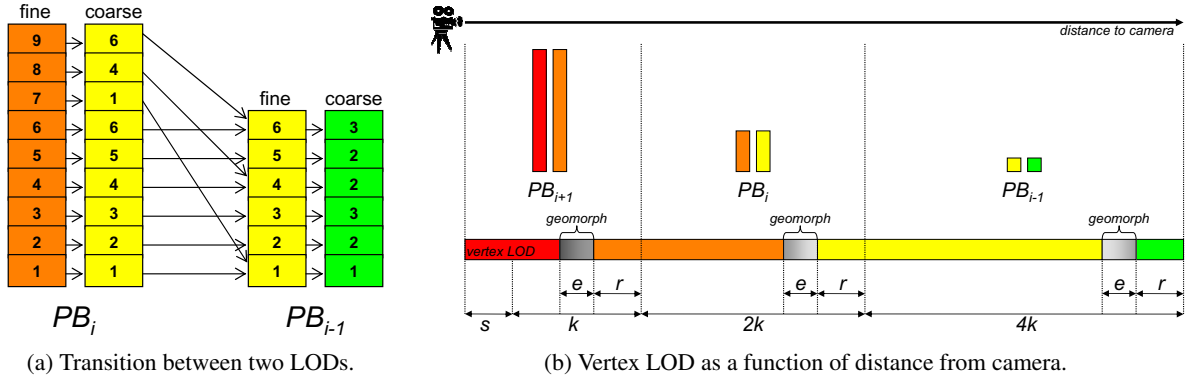 fine coarse
9 6
8 4
7 1
6 6
5 5
4 4
3 3
2 2
1 1
PBi
fine coarse
6 3
5 2
4 2
3 3
2 2
1 1
PBi-1
(a) Transition between two LODs.
distance to camera
PBi+1 PBi PBi-1
geomorph geomorph geomorph
vertex LOD
e r e r e r
s k 2k 4k
(b) Vertex LOD as a function of distance from camera.